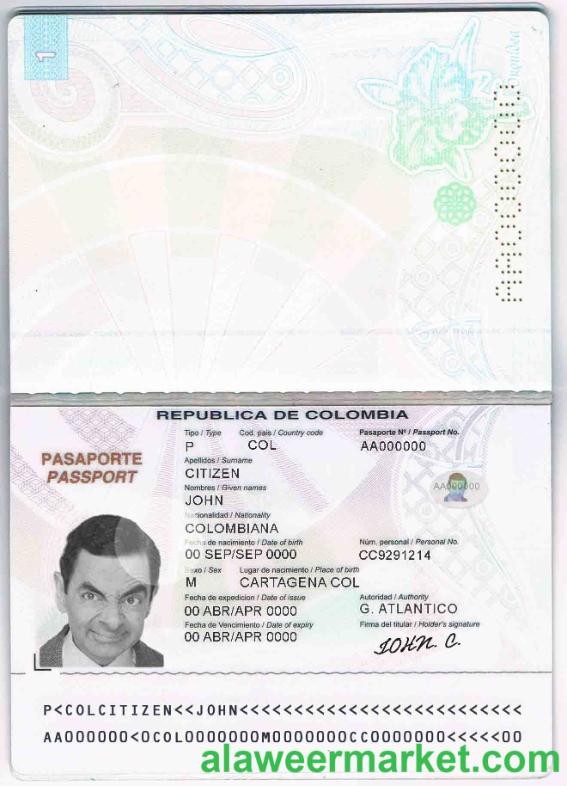 1
AA000000
REPUBLICA DE COLOMBIA
Tipo / Type Cod. pais / Country code Pasaporte Nº / Passport No.
P COL AA000000
PASAPORTE
PASSPORT
Apellidos / Surname
CITIZEN
Nombres / Given names
JOHN
Nacionalidad / Nationality
COLOMBIANA
Fecha de nacimiento / Date of birth Núm. personal / Personal No.
00 SEP/SEP 0000 CC9291214
Sexo / Sex Lugar de nacimiento / Place of birth
M CARTAGENA COL
Fecha de expedicion / Date of issue Autoridad / Authority
00 ABR/APR 0000 G. ATLANTICO
Fecha de Vencimiento / Date of expiry Firma del titular / Holder's signature
00 ABR/APR 0000 JOHN. C.
AA000000
P<COLCITIZEN<<JOHN<<<<<<<<<<<<<<<<<<<<<<<<<<
AA000000<0COL0000000M0000000CC0000000<<<<<00
alaweermarket.com